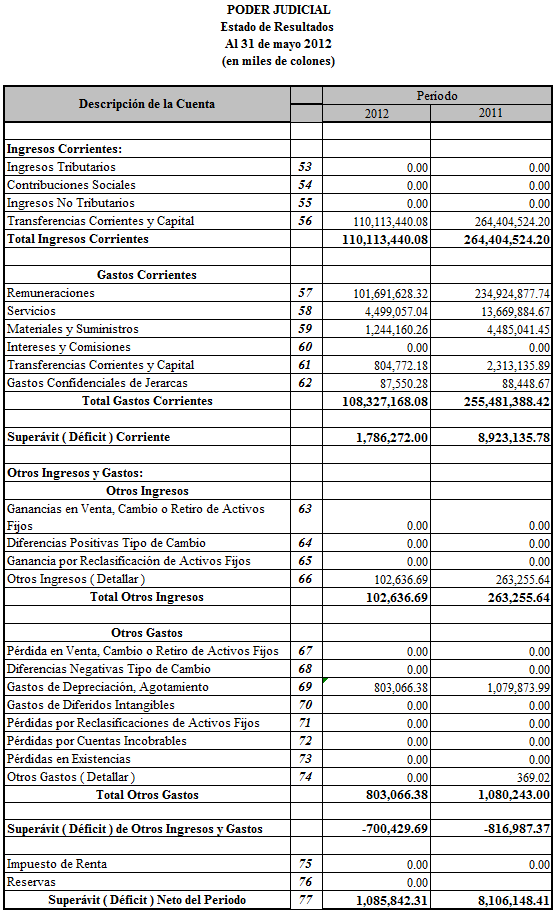 PODER JUDICIAL
Estado de Resultados
Al 31 de mayo 2012
(en miles de colones)
Descripción de la Cuenta Período
2012 2011
Ingresos Corrientes:
Ingresos Tributarios 53 0.00 0.00
Contribuciones Sociales 54 0.00 0.00
Ingresos No Tributarios 55 0.00 0.00
Transferencias Corrientes y Capital 56 110,113,440.08 264,404,524.20
Total Ingresos Corrientes 110,113,440.08 264,404,524.20
Gastos Corrientes
Remuneraciones 57 101,691,628.32 234,924,877.74
Servicios 58 4,499,057.04 13,669,884.67
Materiales y Suministros 59 1,244,160.26 4,485,041.45
Intereses y Comisiones 60 0.00 0.00
Transferencias Corrientes y Capital 61 804,772.18 2,313,135.89
Gastos Confidenciales de Jerarcas 62 87,550.28 88,448.67
Total Gastos Corrientes 108,327,168.08 255,481,388.42
Superávit ( Déficit ) Corriente 1,786,272.00 8,923,135.78
Otros Ingresos y Gastos:
Otros Ingresos
Ganancias en Venta, Cambio o Retiro de Activos 63
Fijos 0.00 0.00
Diferencias Positivas Tipo de Cambio 64 0.00 0.00
Ganancia por Reclasificación de Activos Fijos 65 0.00 0.00
Otros Ingresos ( Detallar ) 66 102,636.69 263,255.64
Total Otros Ingresos 102,636.69 263,255.64
Otros Gastos
Pérdida en Venta, Cambio o Retiro de Activos Fijos 67 0.00 0.00
Diferencias Negativas Tipo de Cambio 68 0.00 0.00
Gastos de Depreciación, Agotamiento 69 803,066.38 1,079,873.99
Gastos de Diferidos Intangibles 70 0.00 0.00
Pérdidas por Reclasificaciones de Activos Fijos 71 0.00 0.00
Pérdidas por Cuentas Incobrables 72 0.00 0.00
Pérdidas en Existencias 73 0.00 0.00
Otros Gastos ( Detallar ) 74 0.00 369.02
Total Otros Gastos 803,066.38 1,080,243.00
Superávit ( Déficit ) de Otros Ingresos y Gastos -700,429.69 -816,987.37
Impuesto de Renta 75 0.00 0.00
Reservas 76 0.00
Superávit ( Déficit ) Neto del Periodo 77 1,085,842.31 8,106,148.41